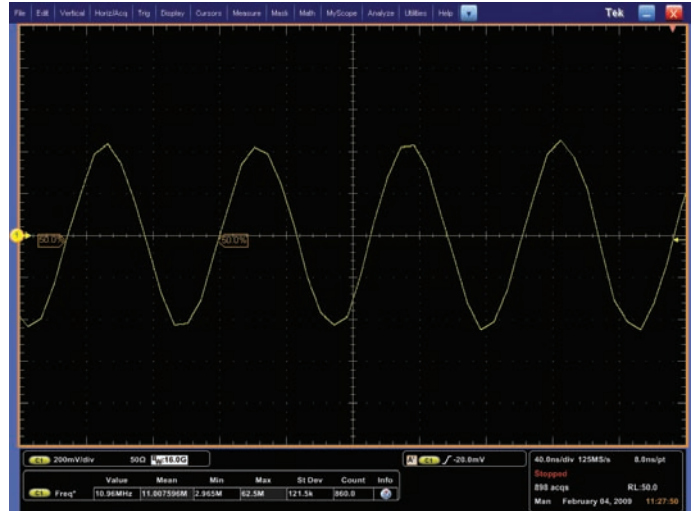 File Edit Vertical Horiz/Acq Trig Display Cursors Measure Mask Math MyScope Analyze Utilities Help Tek
1
50.0% 50.0%
C1 200mV/div 50Ω BW:16.0G
A' C1 -20.0mV
40.0ns/div 125MS/s 8.0ns/pt
Stopped
898 acqs RL:50.0
Man February 04, 2009 11:27:50
Value Mean Min Max St Dev Count Info
C1 Freq* 10.96MHz 11.007596M 2.965M 62.5M 121.5k 860.0